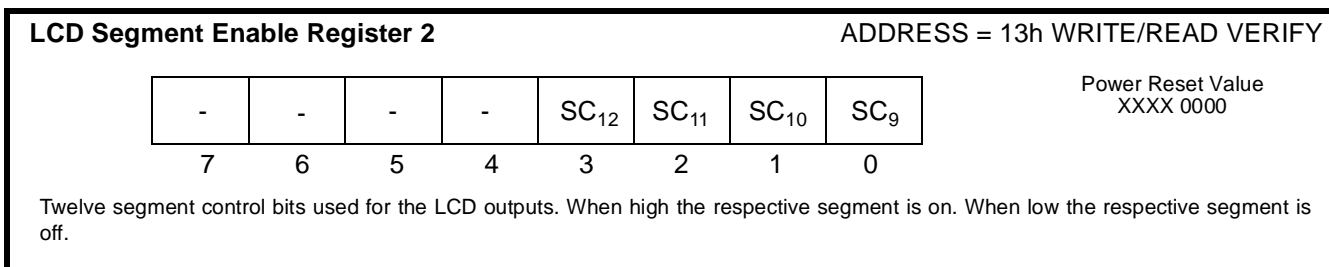 LCD Segment Enable Register 2 ADDRESS = 13h WRITE/READ VERIFY
Power Reset Value
XXXX 0000
- - - - SC12 SC11 SC10 SC9
7 6 5 4 3 2 1 0
Twelve segment control bits used for the LCD outputs. When high the respective segment is on. When low the respective segment is
off.